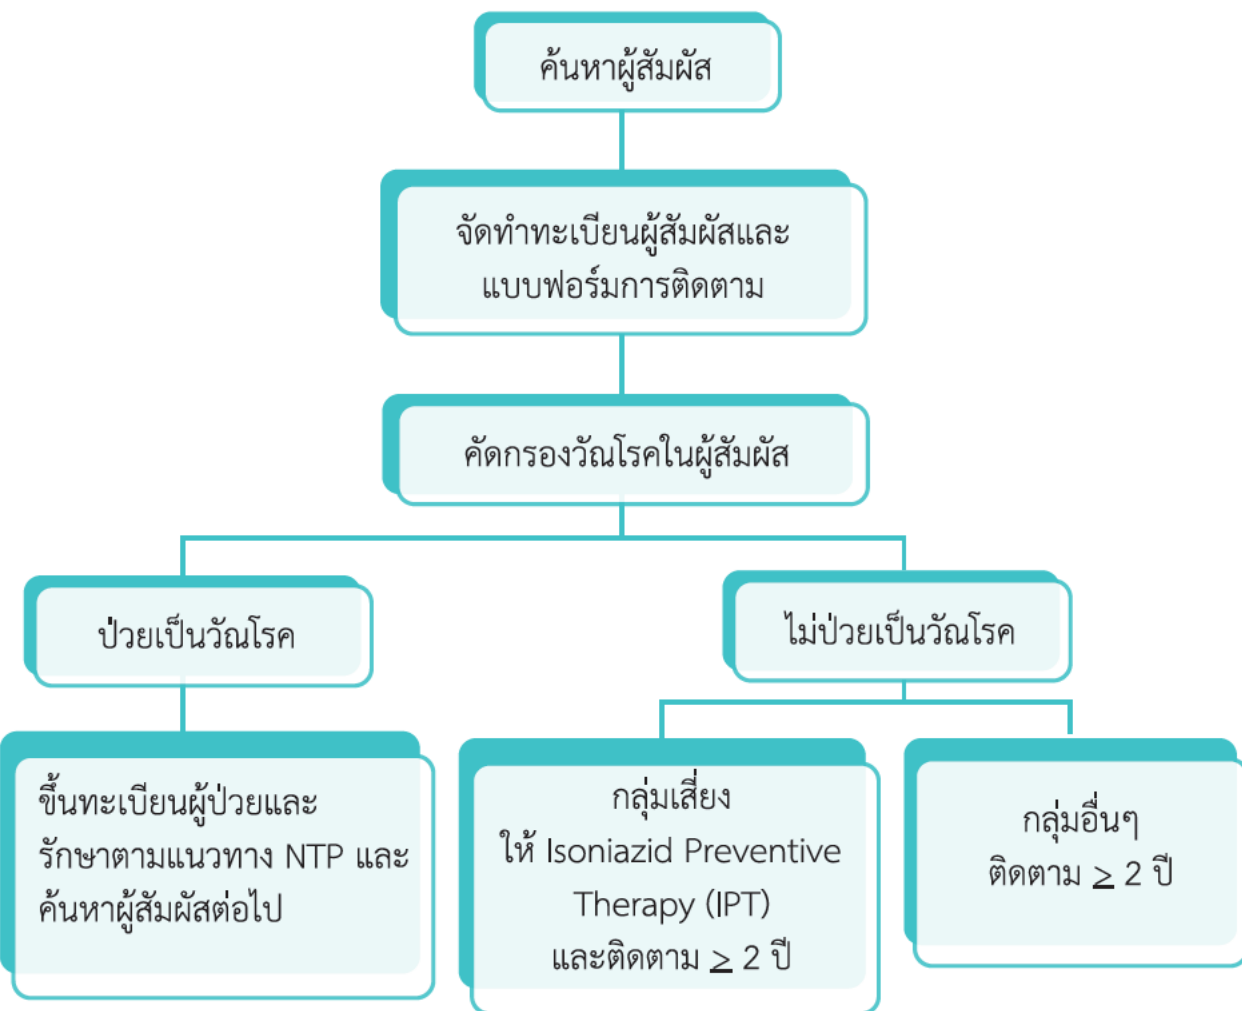 ค้นหาผู้สัมผัส
จัดทำทะเบียนผู้สัมผัสและ
แบบฟอร์มการติดตาม
คัดกรองวัณโรคในผู้สัมผัส
ป่วยเป็นวัณโรค
ไม่ป่วยเป็นวัณโรค
ขึ้นทะเบียนผู้ป่วยและ
รักษาตามแนวทาง NTP และ
ค้นหาผู้สัมผัสต่อไป
กลุ่มเสี่ยง
ให้ Isoniazid Preventive
Therapy (IPT)
และติดตาม ≥ 2 ปี
กลุ่มอื่นๆ
ติดตาม ≥ 2 ปี